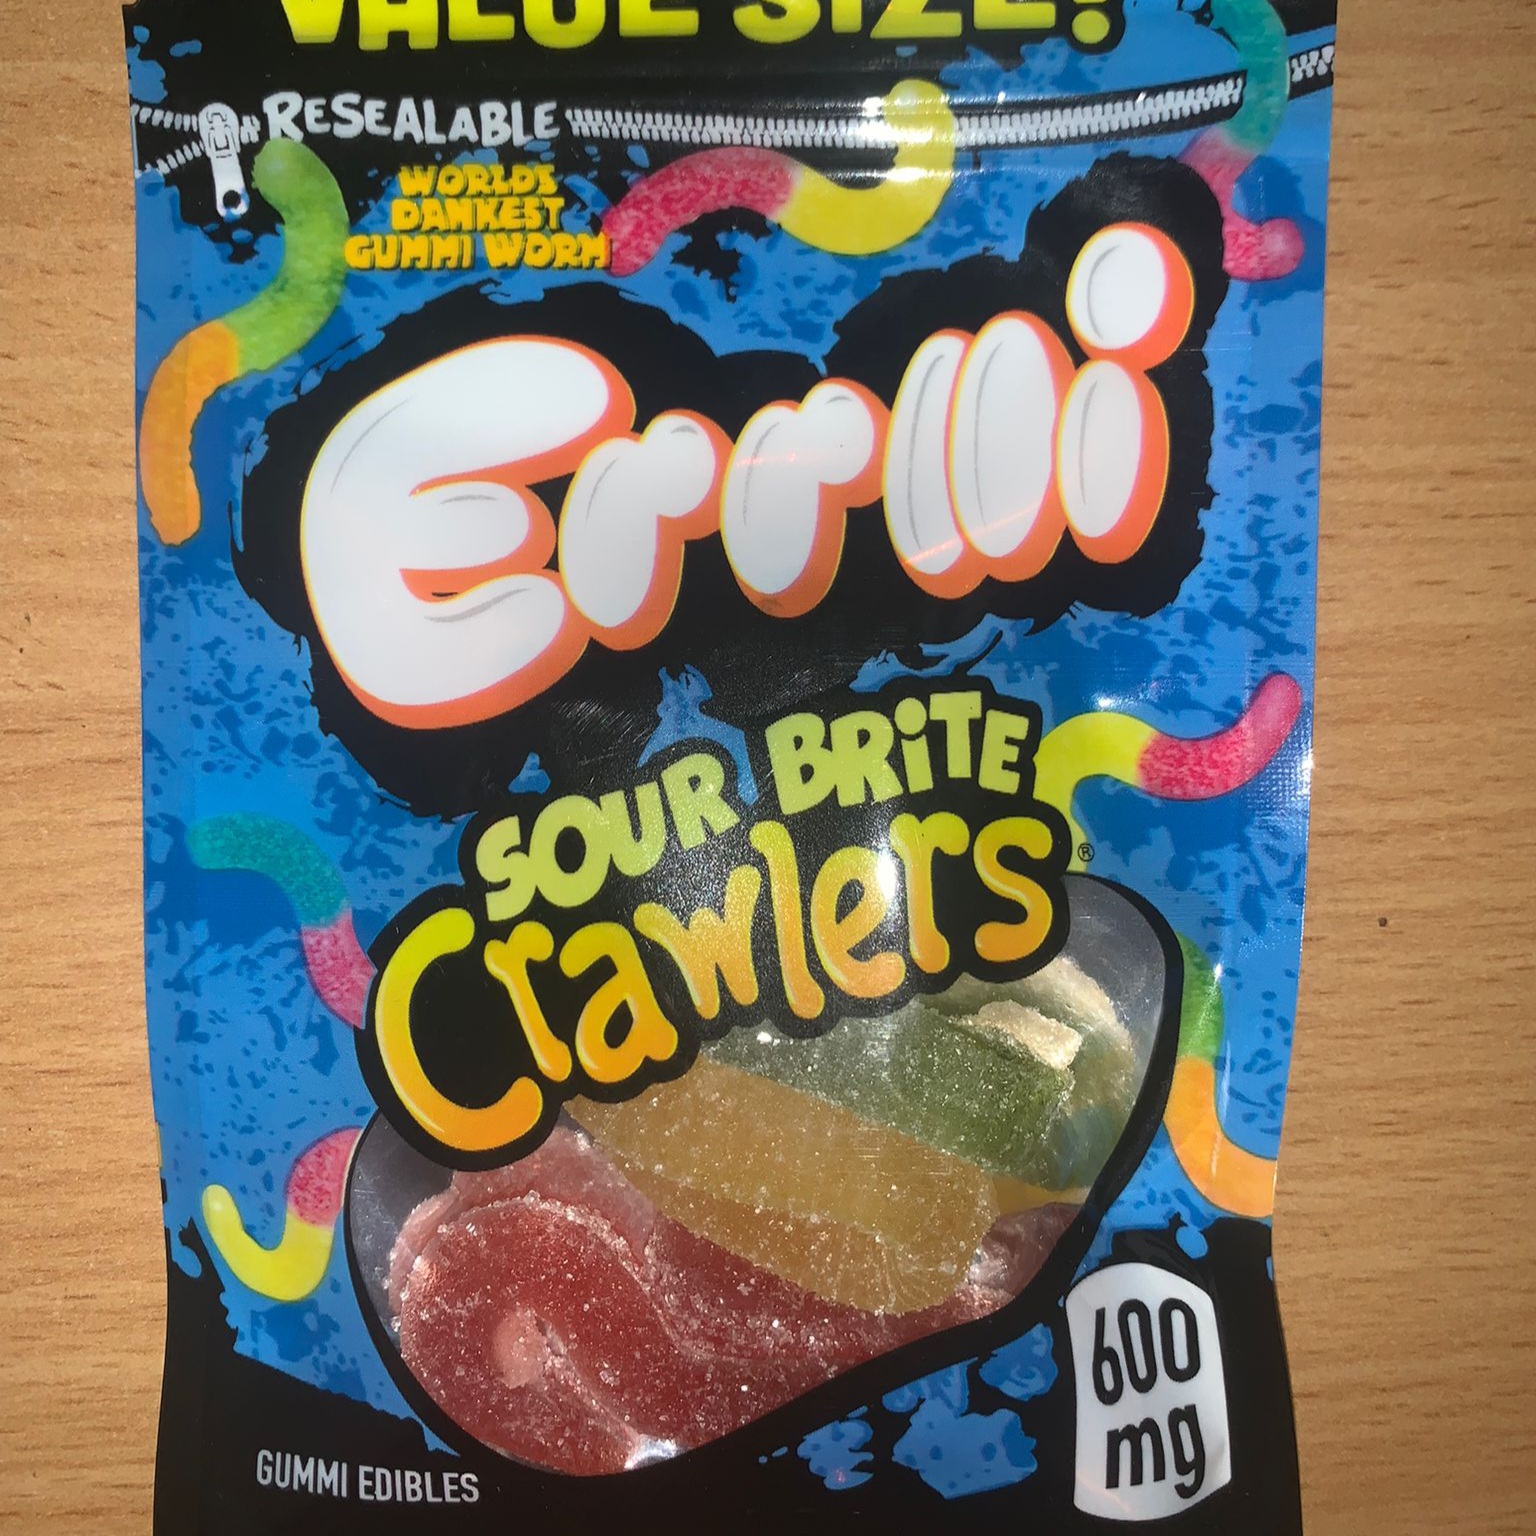 VALUE SIZE!
RESEALABLE
WORLDS
DANKEST
GUMMI WORM
Errlli
SOUR BRiTE
Crawlers®
600
mg
GUMMI EDIBLES